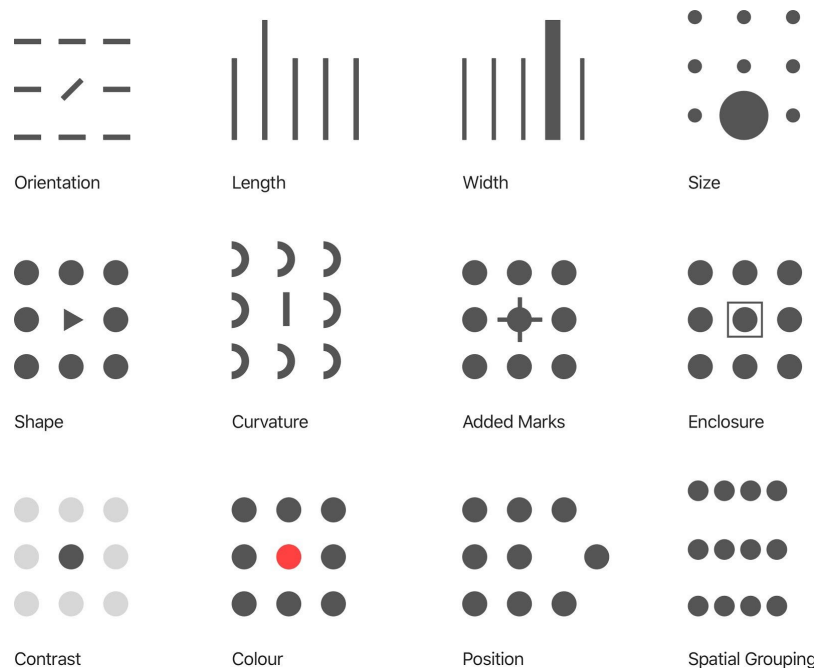 Orientation
Length
Width
Size
Shape
Curvature
Added Marks
Enclosure
Contrast
Colour
Position
Spatial Grouping